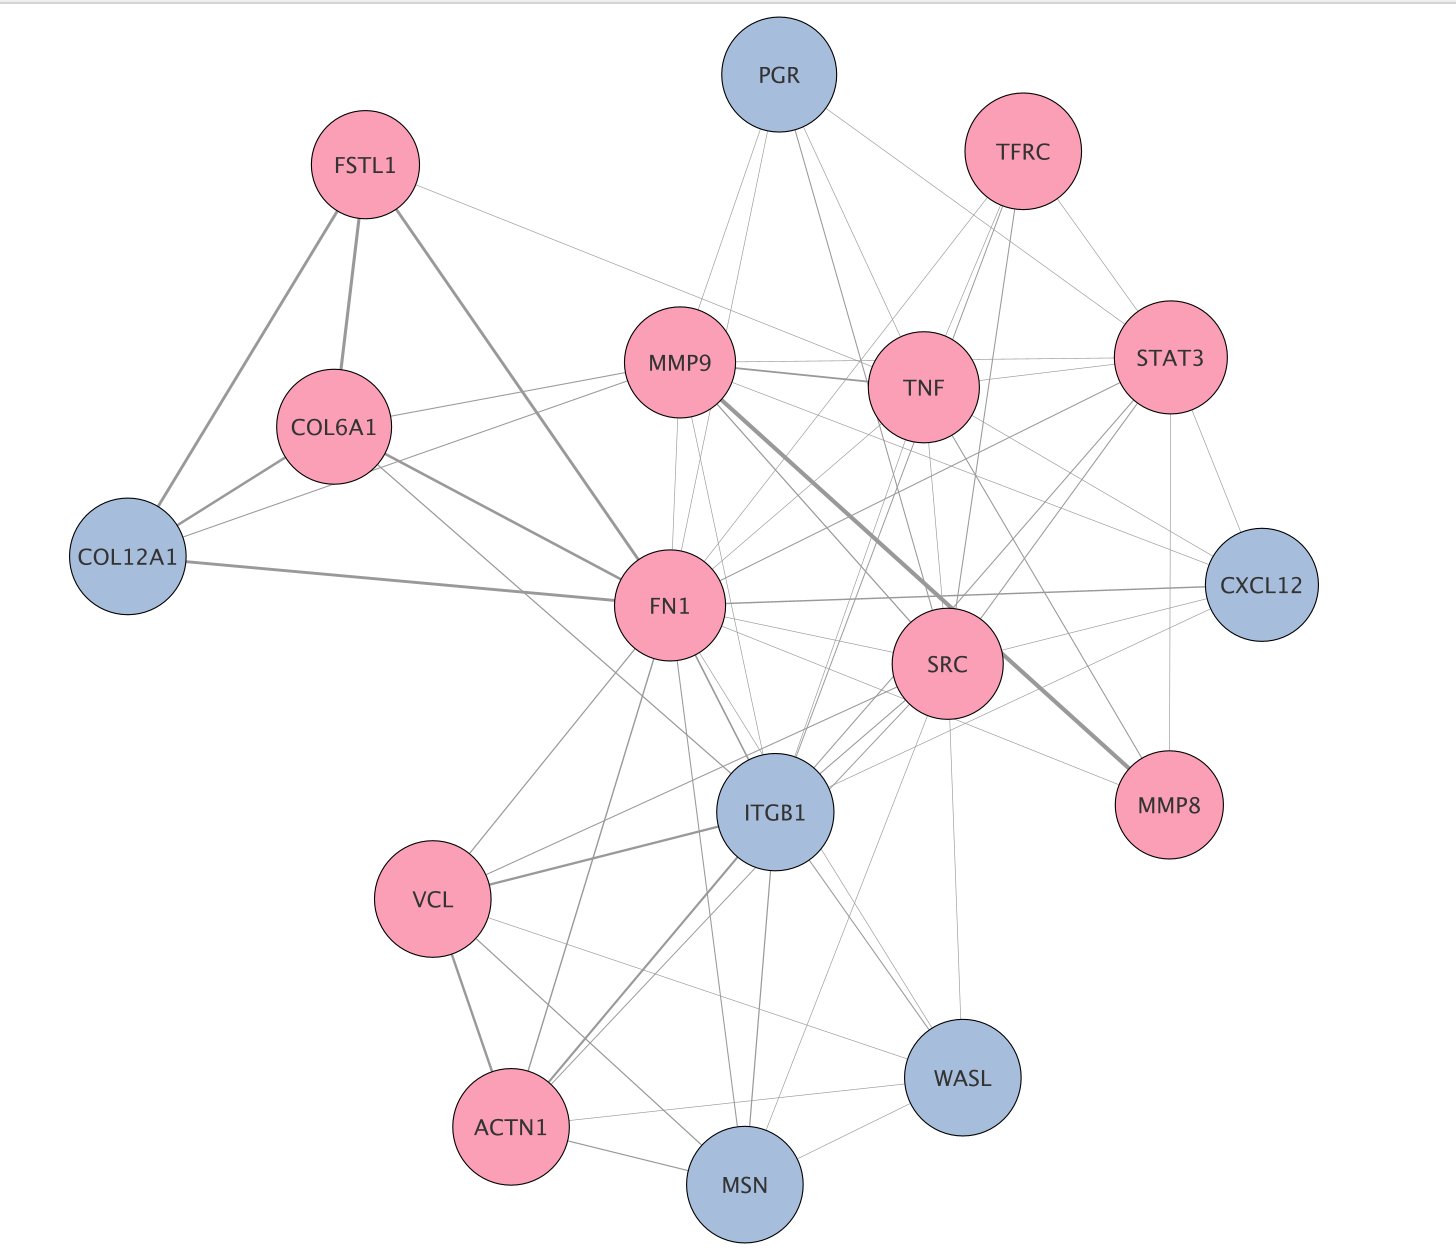 PGR
TFRC
FSTL1
MMP9
STAT3
TNF
COL6A1
COL12A1
CXCL12
FN1
SRC
MMP8
ITGB1
VCL
WASL
ACTN1
MSN